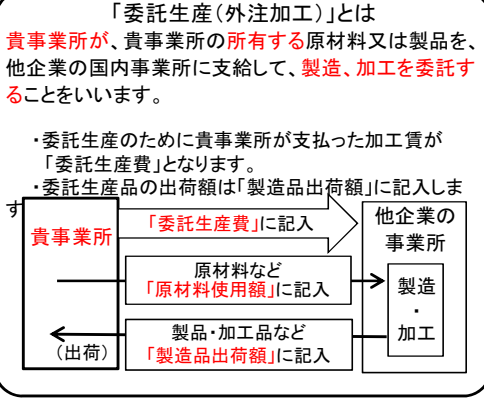 「委託生産(外注加工)」とは
貴事業所が、貴事業所の所有する原材料又は製品を、
他企業の国内事業所に支給して、製造、加工を委託す
ることをいいます。
・委託生産のために貴事業所が支払った加工賃が
「委託生産費」となります。
・委託生産品の出荷額は「製造品出荷額」に記入しま
す
貴事業所
「委託生産費」に記入
他企業の
事業所
原材料など
「原材料使用額」に記入
製造
・
加工
製品・加工品など
「製造品出荷額」に記入
(出荷)